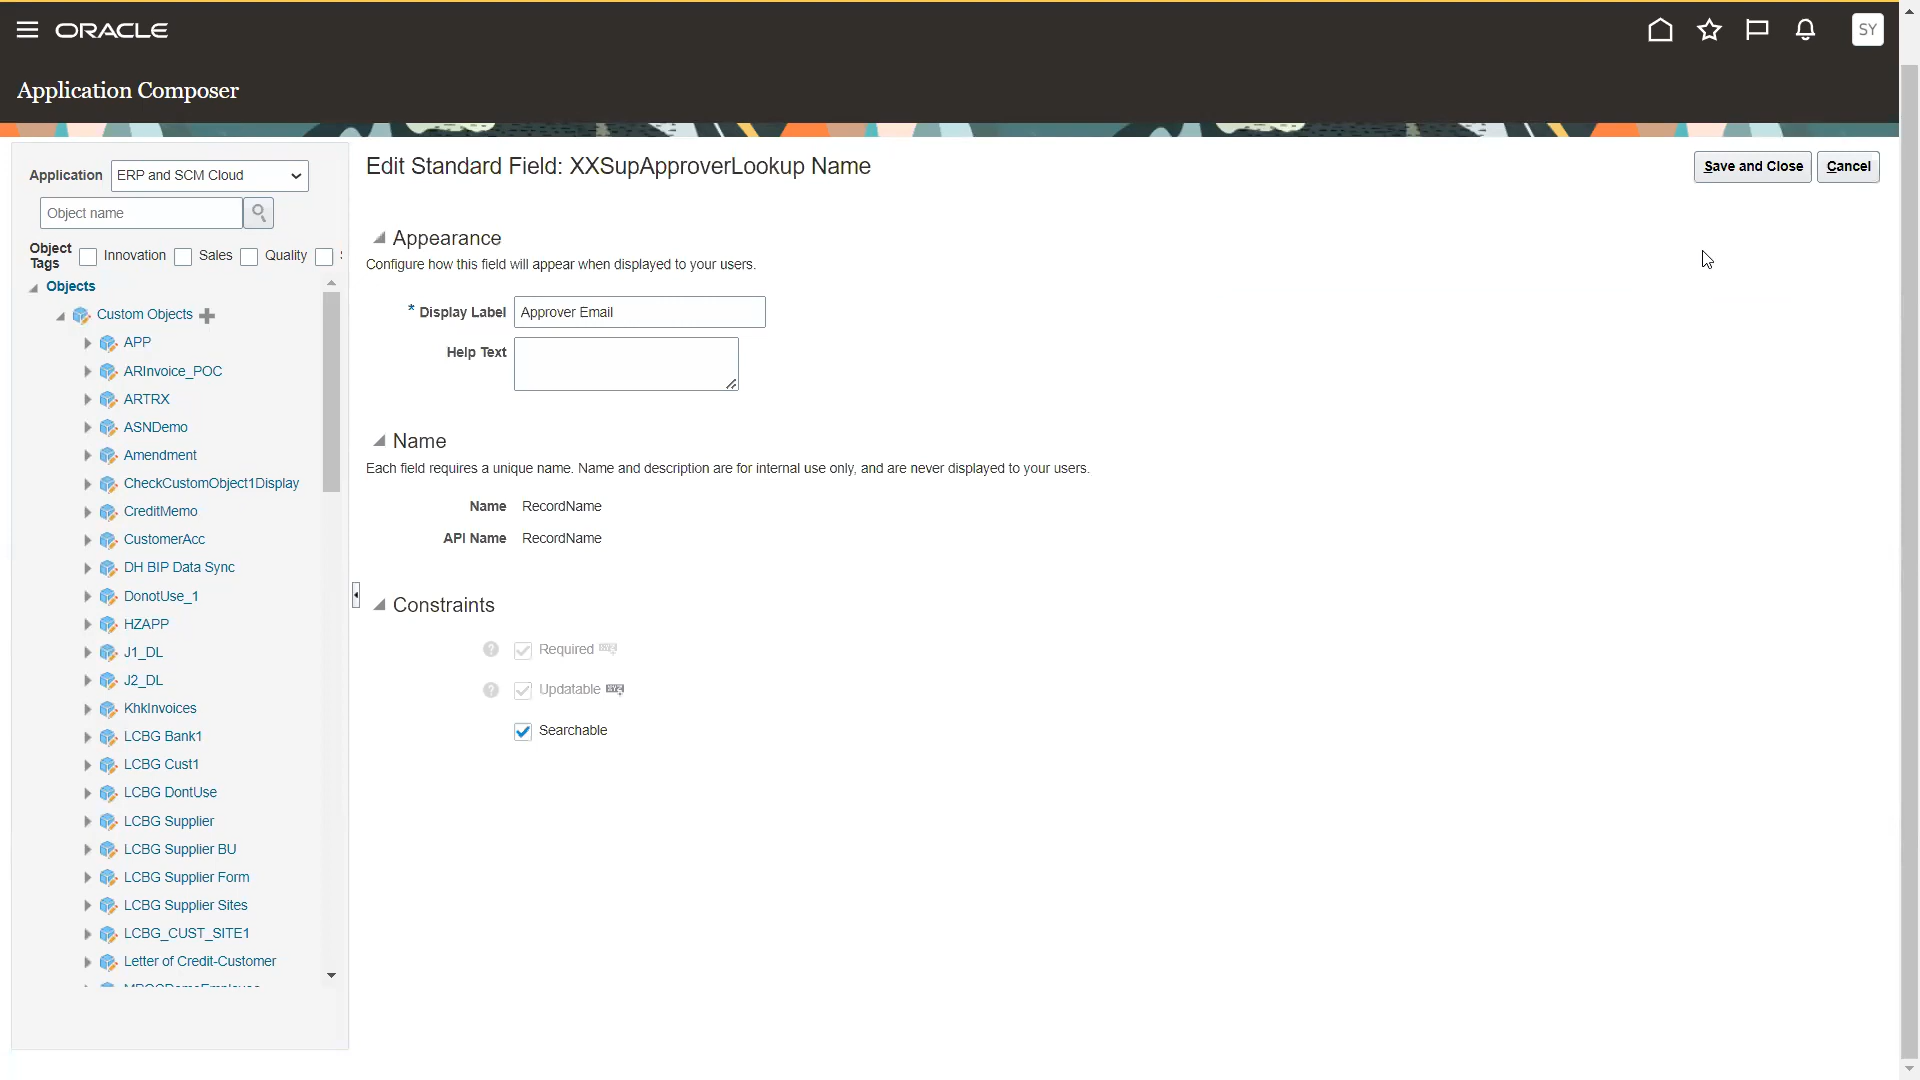 ORACLE
SY
Application Composer
Application ERP and SCM Cloud
Object name
Object Tags Innovation Sales Quality
Objects
Custom Objects
APP
ARInvoice_POC
ARTRX
ASNDemo
Amendment
CheckCustomObject1Display
CreditMemo
CustomerAcc
DH BIP Data Sync
DonotUse_1
HZAPP
J1_DL
J2_DL
KhkInvoices
LCBG Bank1
LCBG Cust1
LCBG DontUse
LCBG Supplier
LCBG Supplier BU
LCBG Supplier Form
LCBG Supplier Sites
LCBG_CUST_SITE1
Letter of Credit-Customer
Edit Standard Field: XXSupApproverLookup Name
Save and Close Cancel
Appearance
Configure how this field will appear when displayed to your users.
* Display Label Approver Email
Help Text
Name
Each field requires a unique name. Name and description are for internal use only, and are never displayed to your users.
Name RecordName
API Name RecordName
Constraints
Required
Updatable
Searchable